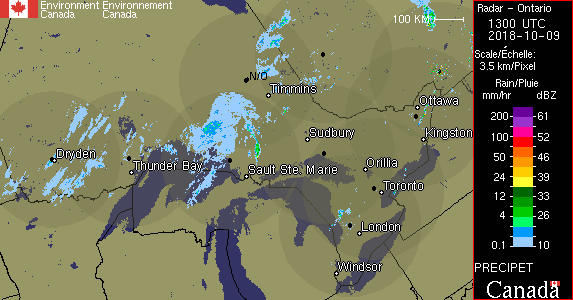 Environment Environnement
Canada Canada
Radar - Ontario
1300 UTC
2018-10-09
100 KM
Scale/Échelle:
3.5 km/Pixel
N/O
Rain/Pluie
Timmins
mm/hr dBZ
Ottawa
200 61
100 52
Sudbury
Kingston
50 46
Dryden
Thunder Bay
24 39
Sault Ste. Marie
Orillia
12 33
Toronto
4 26
London
0.1 10
Windsor
PRECIPET
Canada